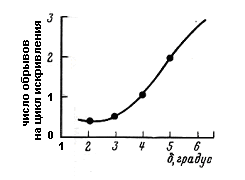 число обрывов
на цикл искривления
3
2
1
0
1 2 3 4 5 6
δ, градус